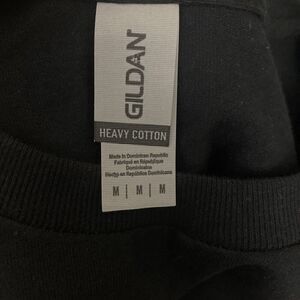 GILDAN
HEAVY COTTON
Made in Dominican Republic
Fabriqué en République
Dominicaine
Hecho en República Dominicana
M | M | M